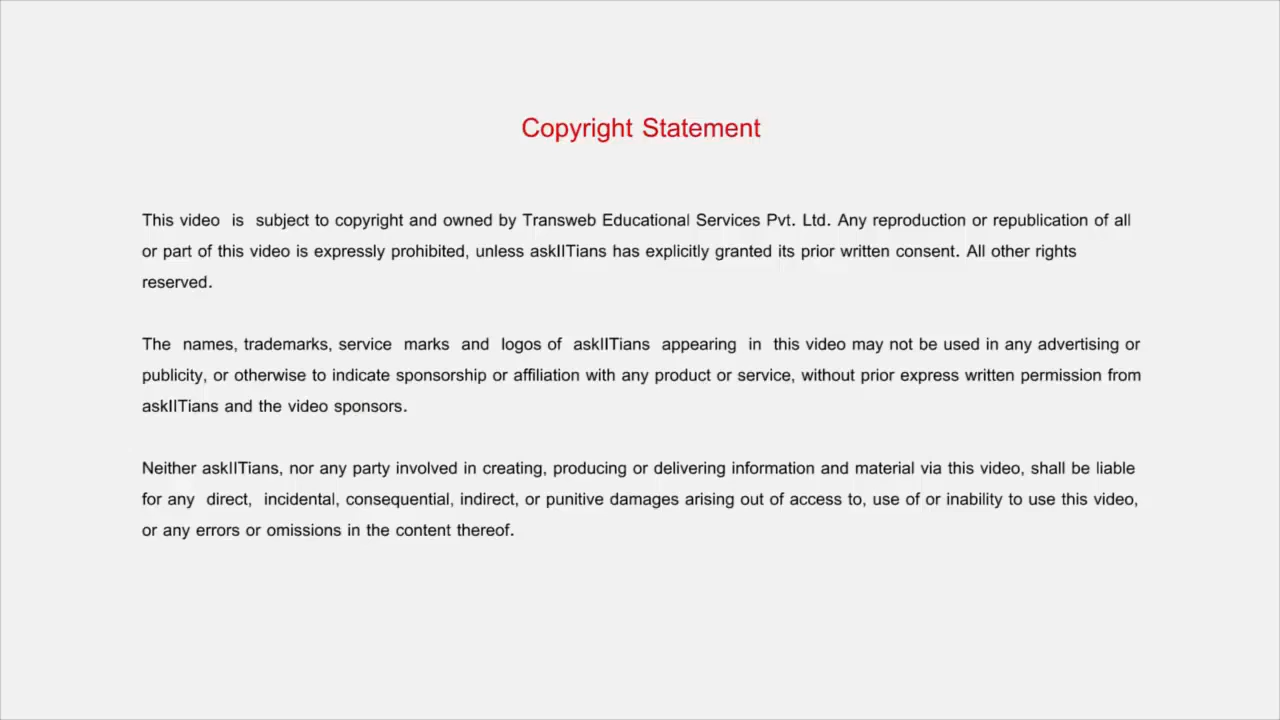 Copyright Statement
This video is subject to copyright and owned by Transweb Educational Services Pvt. Ltd. Any reproduction or republication of all
or part of this video is expressly prohibited, unless askIITians has explicitly granted its prior written consent. All other rights
reserved.
The names, trademarks, service marks and logos of askIITians appearing in this video may not be used in any advertising or
publicity, or otherwise to indicate sponsorship or affiliation with any product or service, without prior express written permission from
askIITians and the video sponsors.
Neither askIITians, nor any party involved in creating, producing or delivering information and material via this video, shall be liable
for any direct, incidental, consequential, indirect, or punitive damages arising out of access to, use of or inability to use this video,
or any errors or omissions in the content thereof.